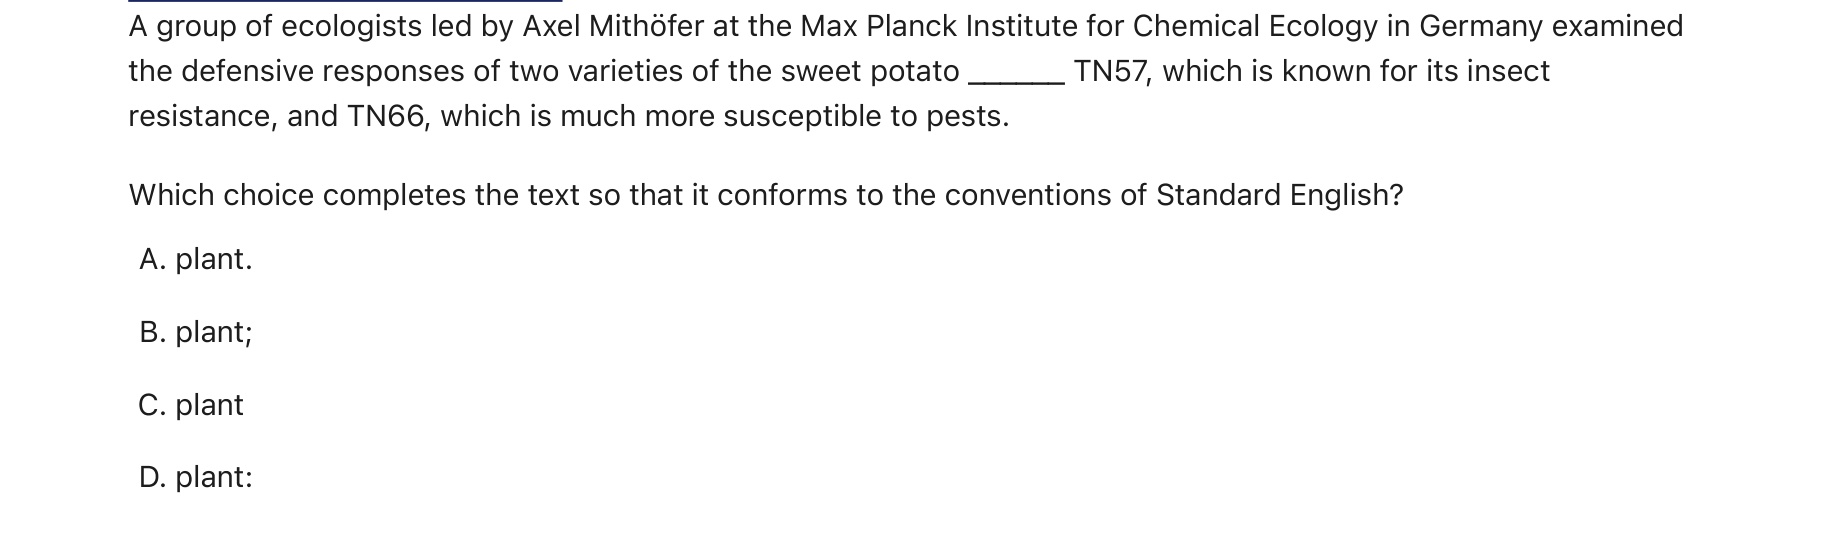 A group of ecologists led by Axel Mithöfer at the Max Planck Institute for Chemical Ecology in Germany examined
the defensive responses of two varieties of the sweet potato ______ TN57, which is known for its insect
resistance, and TN66, which is much more susceptible to pests.
Which choice completes the text so that it conforms to the conventions of Standard English?
A. plant.
B. plant;
C. plant
D. plant: